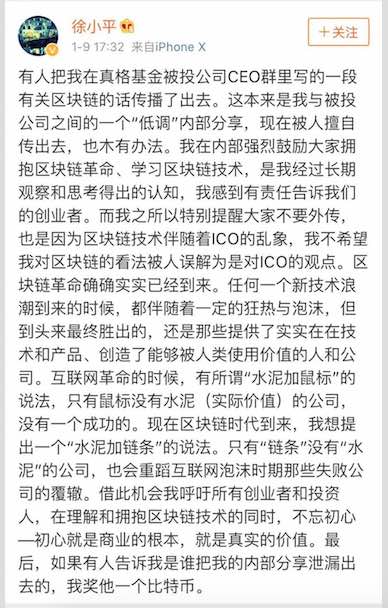 徐小平
1-9 17:32 来自iPhone X
+关注
有人把我在真格基金被投公司CEO群里写的一段
有关区块链的话传播了出去。这本来是我与被投
公司之间的一个“低调”内部分享，现在被人擅自
传出去，也木有办法。我在内部强烈鼓励大家拥
抱区块链革命、学习区块链技术，是我经过长期
观察和思考得出的认知，我感到有责任告诉我们
的创业者。而我之所以特别提醒大家不要外传，
也是因为区块链技术伴随着ICO的乱象，我不希望
我对区块链的看法被人误解为是对ICO的观点。区
块链革命确确实实已经到来。任何一个新技术浪
潮到来的时候，都伴随着一定的狂热与泡沫，但
到头来最终胜出的，还是那些提供了实实在在技
术和产品、创造了能够被人类使用价值的人和公
司。互联网革命的时候，有所谓“水泥加鼠标”的
说法，只有鼠标没有水泥（实际价值）的公司，
没有一个成功的。现在区块链时代到来，我想提
出一个“水泥加链条”的说法。只有“链条”没有“水
泥”的公司，也会重蹈互联网泡沫时期那些失败公
司的覆辙。借此机会我呼吁所有创业者和投资
人，在理解和拥抱区块链技术的同时，不忘初心
—初心就是商业的根本，就是真实的价值。最
后，如果有人告诉我是谁把我的内部分享泄漏出
去的，我奖他一个比特币。